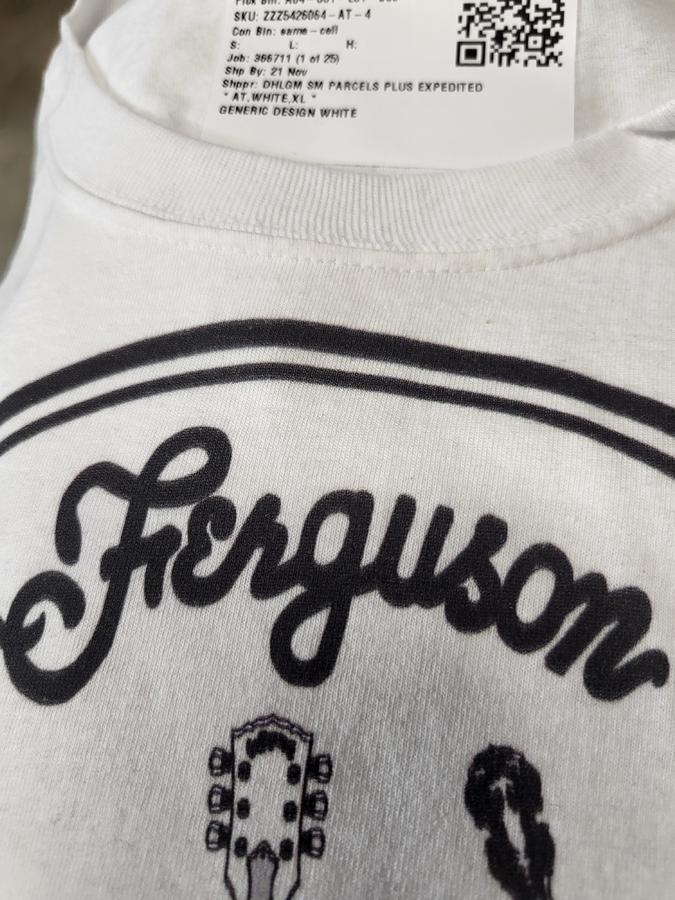 SKU: ZZZ5426064-AT-4
Con Bin: same-cell
S: L: H:
Job: 366711 (1 of 25)
Ship By: 21 Nov
Shppr: DHLGM SM PARCELS PLUS EXPEDITED
* AT,WHITE,XL *
GENERIC DESIGN WHITE
Ferguson